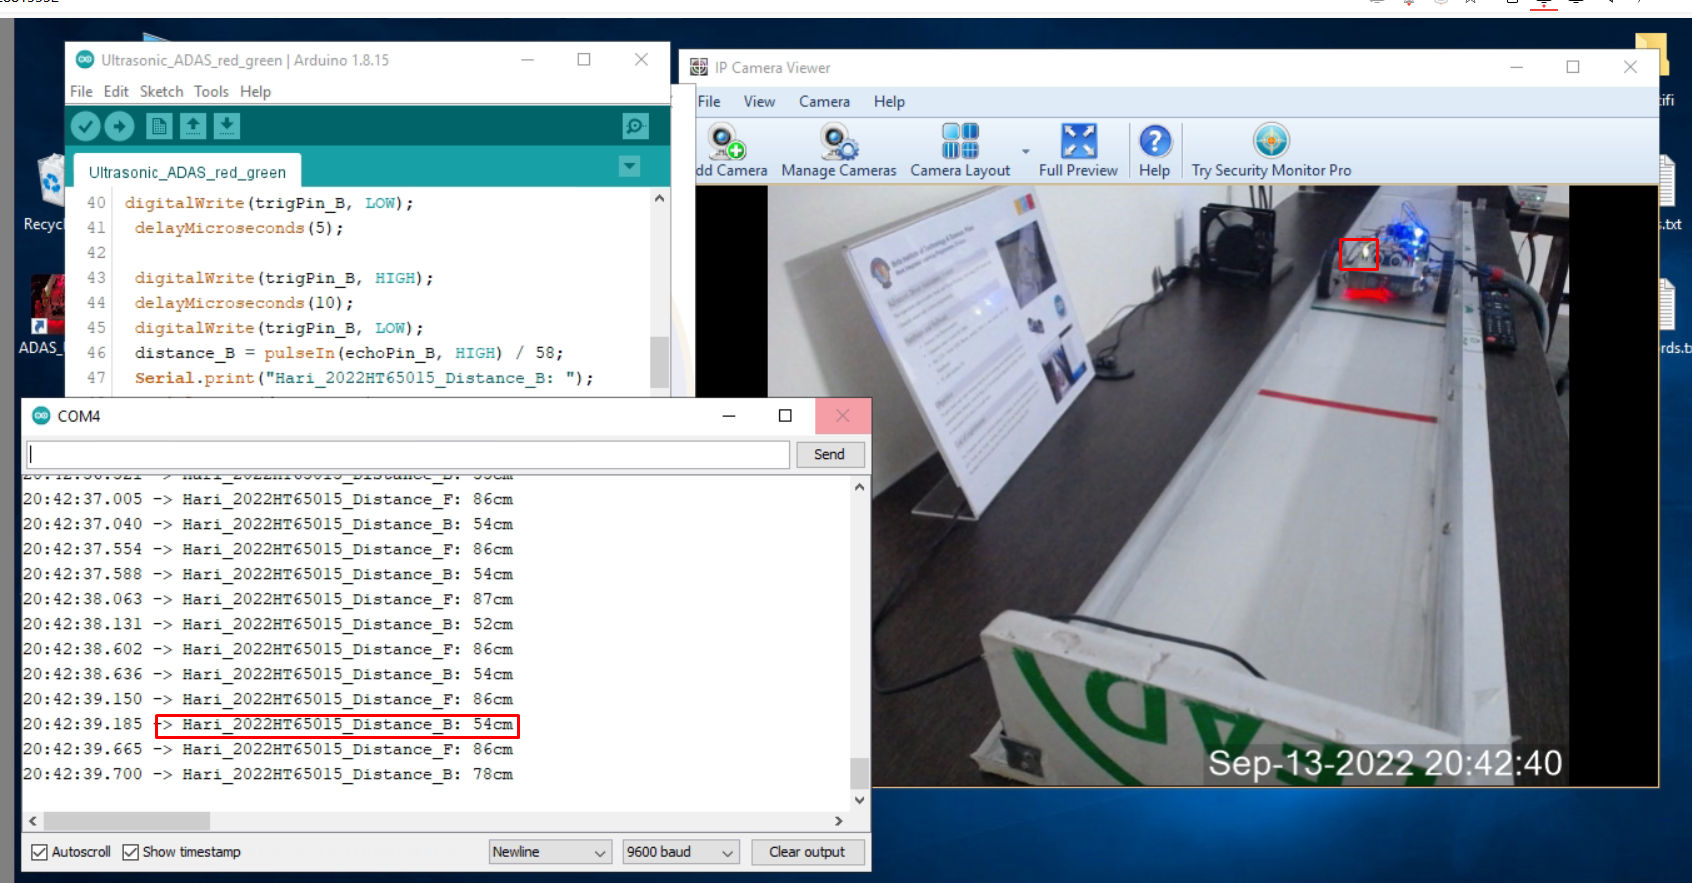 Ultrasonic_ADAS_red_green | Arduino 1.8.15
File Edit Sketch Tools Help
Ultrasonic_ADAS_red_green
40 digitalWrite(trigPin_B, LOW);
41 delayMicroseconds(5);
42
43 digitalWrite(trigPin_B, HIGH);
44 delayMicroseconds(10);
45 digitalWrite(trigPin_B, LOW);
46 distance_B = pulseIn(echoPin_B, HIGH) / 58;
47 Serial.print("Hari_2022HT65015_Distance_B: ");
IP Camera Viewer
File View Camera Help
dd Camera Manage Cameras Camera Layout Full Preview Help Try Security Monitor Pro
Sep-13-2022 20:42:40
Recyc
ADAS_
tifi
s.txt
rds.tx
COM4
Send
20:42:37.005 -> Hari_2022HT65015_Distance_F: 86cm
20:42:37.040 -> Hari_2022HT65015_Distance_B: 54cm
20:42:37.554 -> Hari_2022HT65015_Distance_F: 86cm
20:42:37.588 -> Hari_2022HT65015_Distance_B: 54cm
20:42:38.063 -> Hari_2022HT65015_Distance_F: 87cm
20:42:38.131 -> Hari_2022HT65015_Distance_B: 52cm
20:42:38.602 -> Hari_2022HT65015_Distance_F: 86cm
20:42:38.636 -> Hari_2022HT65015_Distance_B: 54cm
20:42:39.150 -> Hari_2022HT65015_Distance_F: 86cm
20:42:39.185 -> Hari_2022HT65015_Distance_B: 54cm
20:42:39.665 -> Hari_2022HT65015_Distance_F: 86cm
20:42:39.700 -> Hari_2022HT65015_Distance_B: 78cm
Autoscroll Show timestamp Newline 9600 baud Clear output